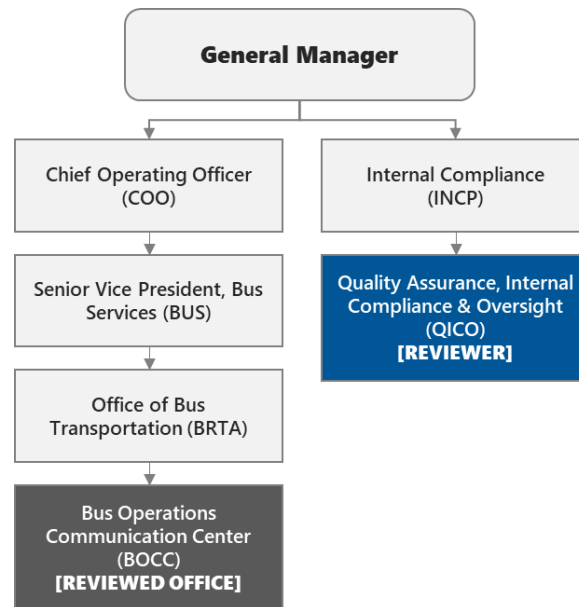 General Manager
Chief Operating Officer
(COO)
Internal Compliance
(INCP)
Senior Vice President, Bus
Services (BUS)
Quality Assurance, Internal
Compliance & Oversight
(QICO)
[REVIEWER]
Office of Bus
Transportation (BRTA)
Bus Operations
Communication Center
(BOCC)
[REVIEWED OFFICE]